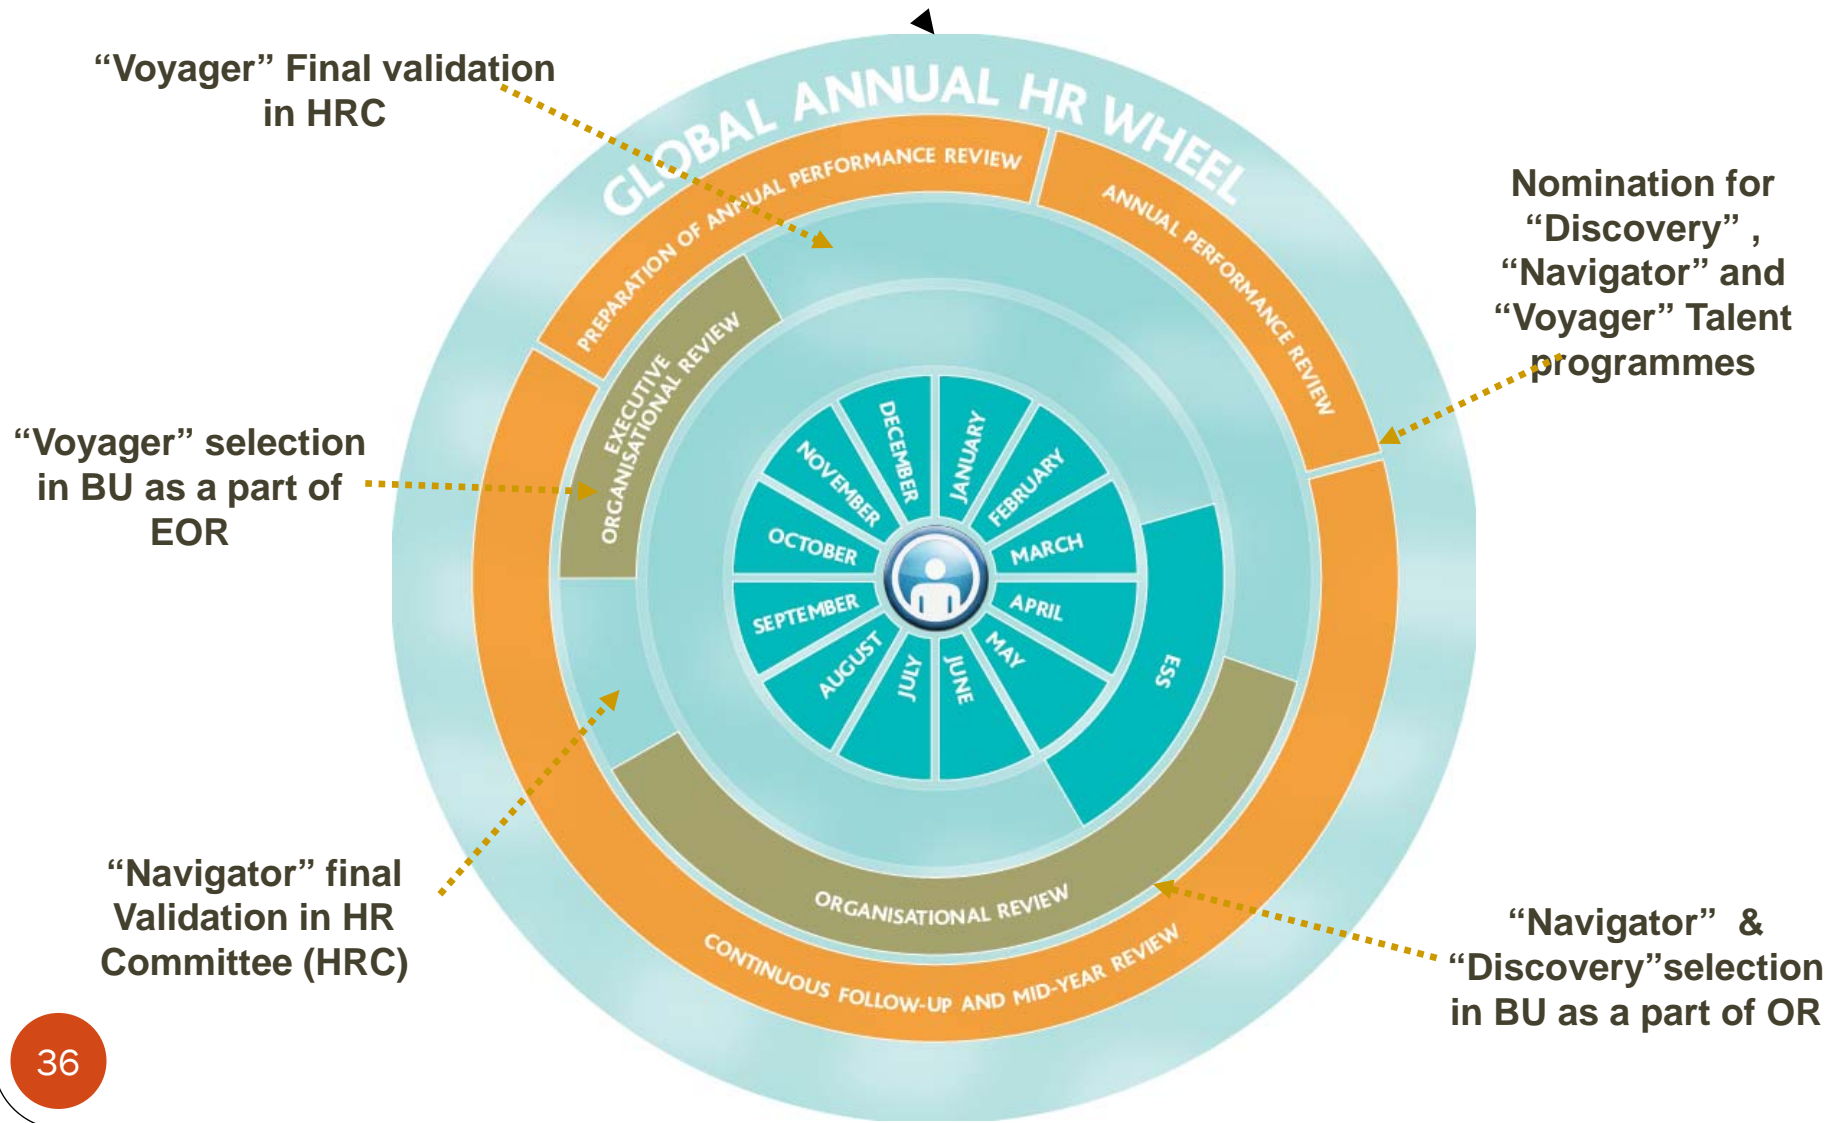 “Voyager” Final validation
in HRC
GLOBAL ANNUAL HR WHEEL
PREPARATION OF ANNUAL PERFORMANCE REVIEW
ANNUAL PERFORMANCE REVIEW
Nomination for
“Discovery” ,
“Navigator” and
“Voyager” Talent
programmes
EXECUTIVE
ORGANISATIONAL REVIEW
“Voyager” selection
in BU as a part of
EOR
JANUARY
FEBRUARY
MARCH
APRIL
MAY
JUNE
JULY
AUGUST
SEPTEMBER
OCTOBER
NOVEMBER
DECEMBER
ESS
ORGANISATIONAL REVIEW
CONTINUOUS FOLLOW-UP AND MID-YEAR REVIEW
“Navigator” final
Validation in HR
Committee (HRC)
“Navigator” &
“Discovery”selection
in BU as a part of OR
36